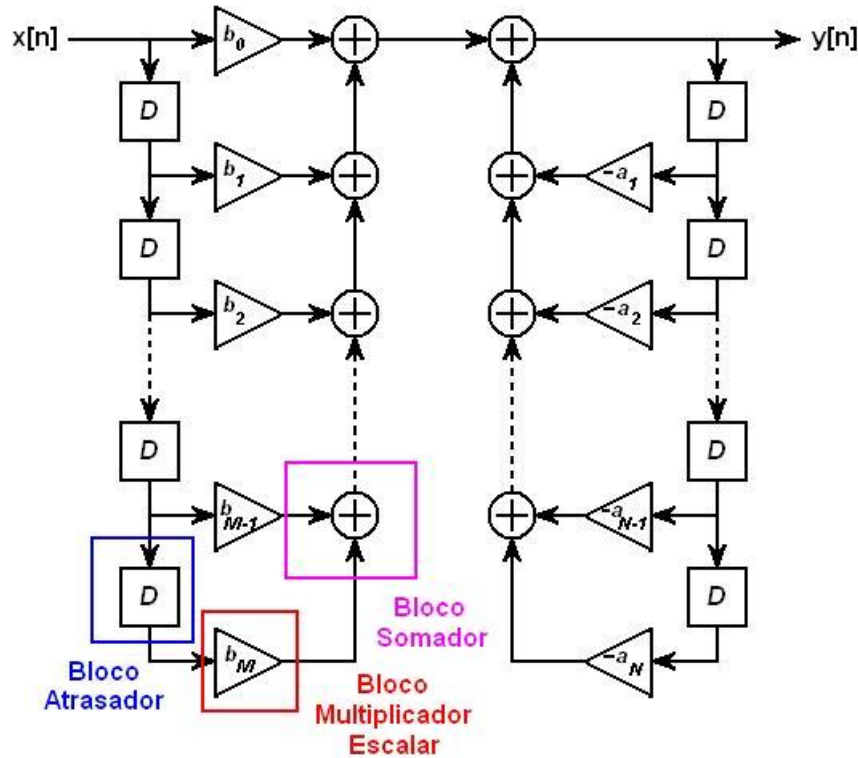 x[n] b0 y[n]
D D
b1 -a1
D D
b2 -a2
D D
bM-1 -aN-1
D D
bM -aN
Bloco
Somador
Bloco
Atrasador
Bloco
Multiplicador
Escalar